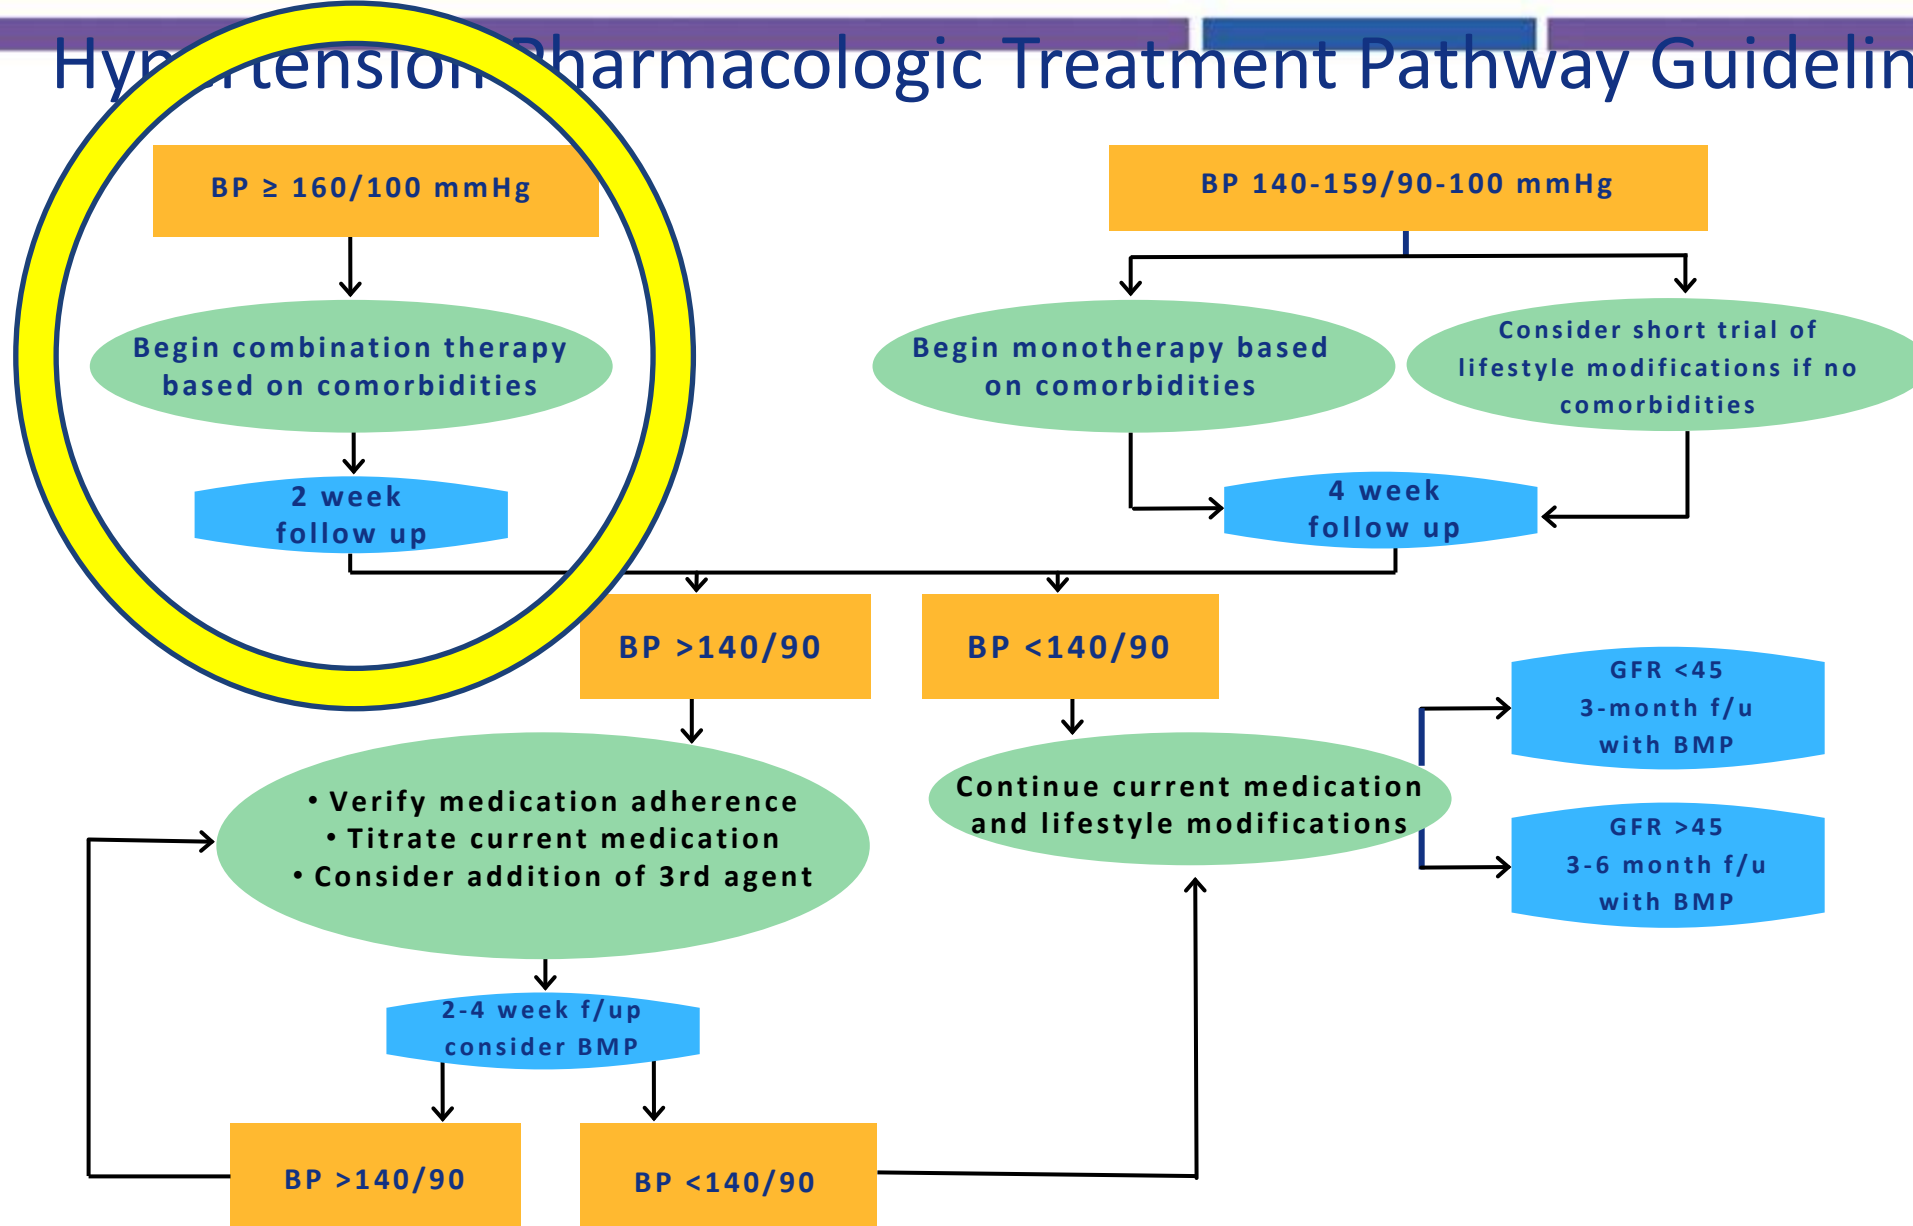 Hypertension Pharmacologic Treatment Pathway Guidelin
BP ≥ 160/100 mmHg
Begin combination therapy
based on comorbidities
2 week
follow up
BP 140-159/90-100 mmHg
Begin monotherapy based
on comorbidities
Consider short trial of
lifestyle modifications if no
comorbidities
4 week
follow up
BP >140/90
BP <140/90
• Verify medication adherence
• Titrate current medication
• Consider addition of 3rd agent
Continue current medication
and lifestyle modifications
GFR <45
3-month f/u
with BMP
GFR >45
3-6 month f/u
with BMP
2-4 week f/up
consider BMP
BP >140/90
BP <140/90